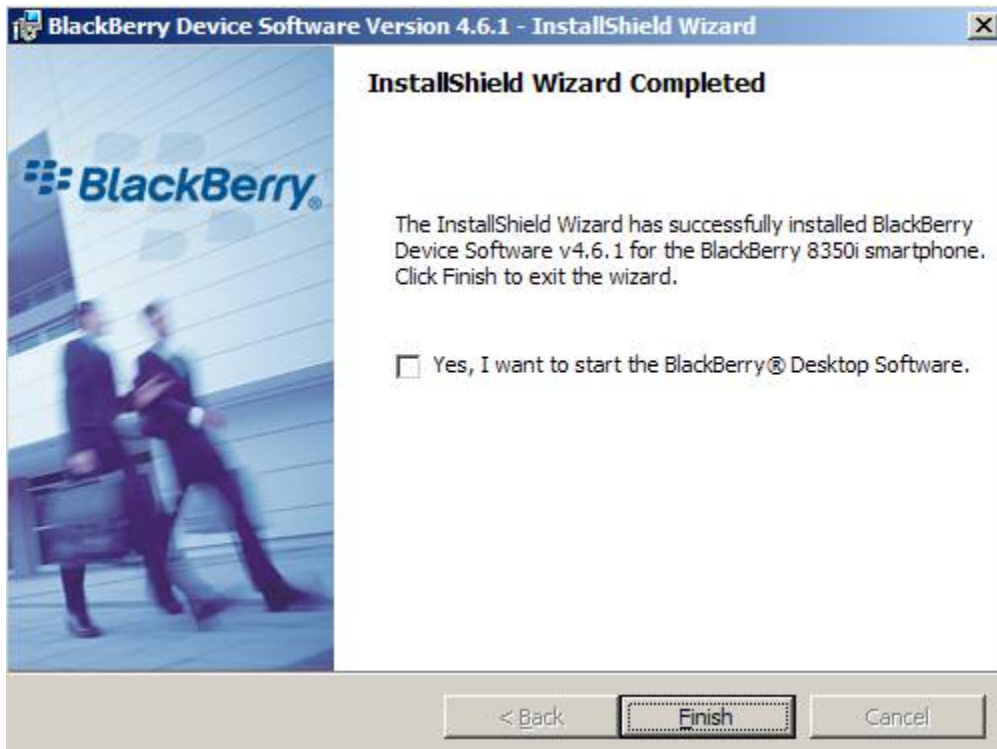 BlackBerry Device Software Version 4.6.1 - InstallShield Wizard
InstallShield Wizard Completed
BlackBerry®
The InstallShield Wizard has successfully installed BlackBerry
Device Software v4.6.1 for the BlackBerry 8350i smartphone.
Click Finish to exit the wizard.
Yes, I want to start the BlackBerry® Desktop Software.
< Back
Finish
Cancel